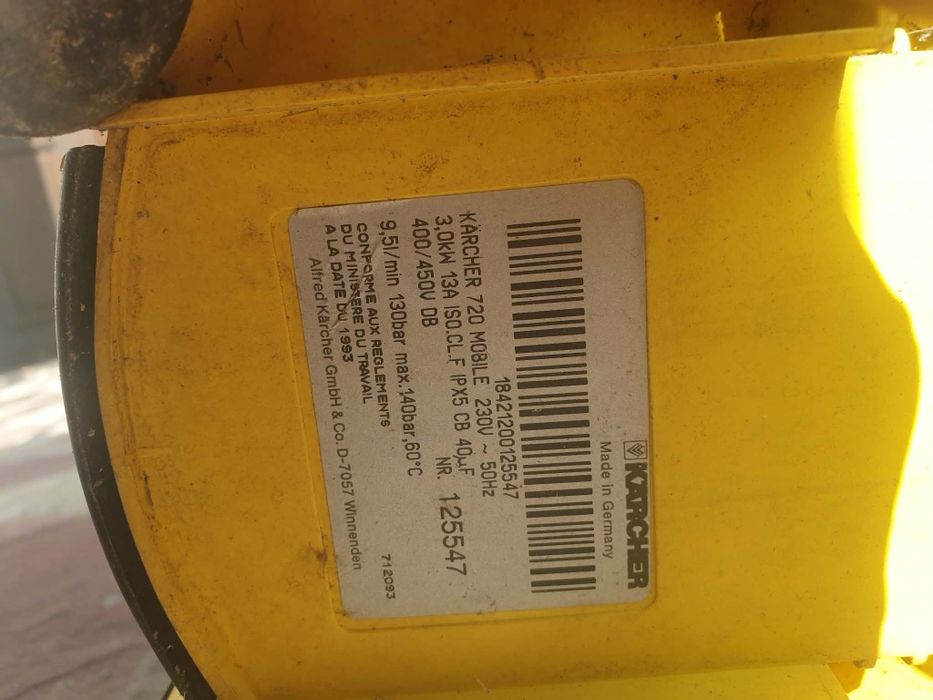 KÄRCHER
Made in Germany
18421200125547
KÄRCHER 720 MOBILE 230V ~ 50Hz
3,0kW 13A ISO.CL.F IPX5 CB 40µF
400/450V DB NR. 125547
9,5l/min 130bar max.140bar,60°C
CONFORME AUX REGLEMENTS
DU MINISTERE DU TRAVAIL
A LA DATE DU 1993
712093
Alfred Kärcher GmbH & Co. D-7057 Winnenden